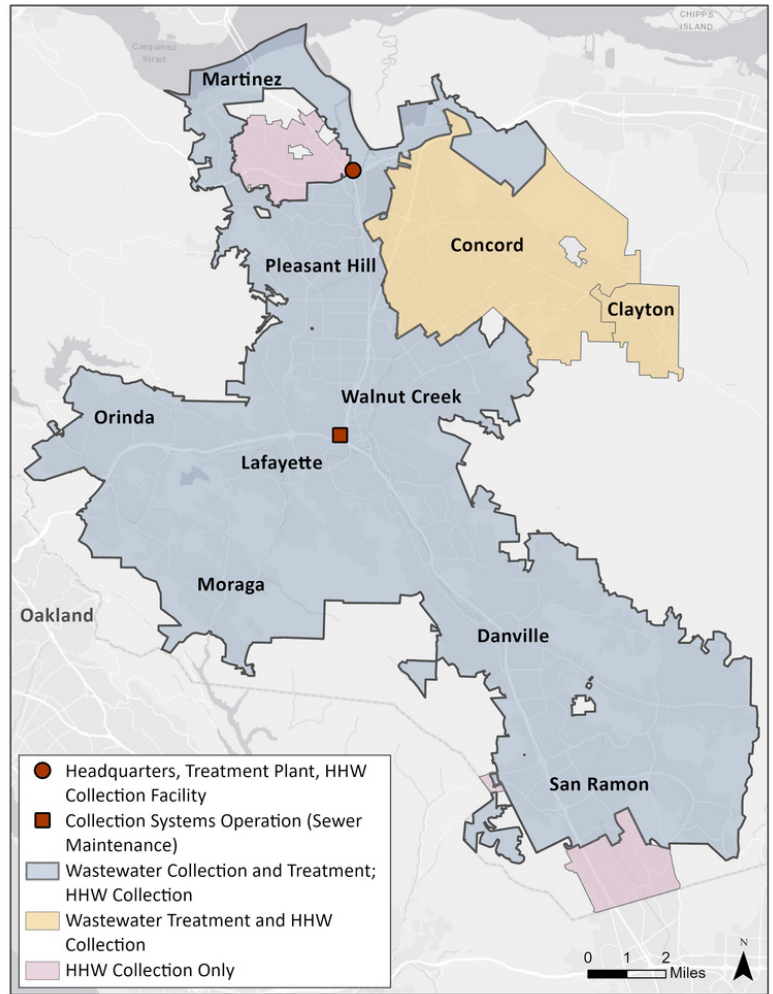 CHIPPS
ISLAND
Carquinez
Strait
Martinez
Concord
Pleasant Hill
Clayton
Walnut Creek
Orinda
Lafayette
Moraga
Oakland
Danville
San Ramon
Headquarters, Treatment Plant, HHW
Collection Facility
Collection Systems Operation (Sewer
Maintenance)
Wastewater Collection and Treatment;
HHW Collection
Wastewater Treatment and HHW
Collection
HHW Collection Only
0 1 2
Miles
N